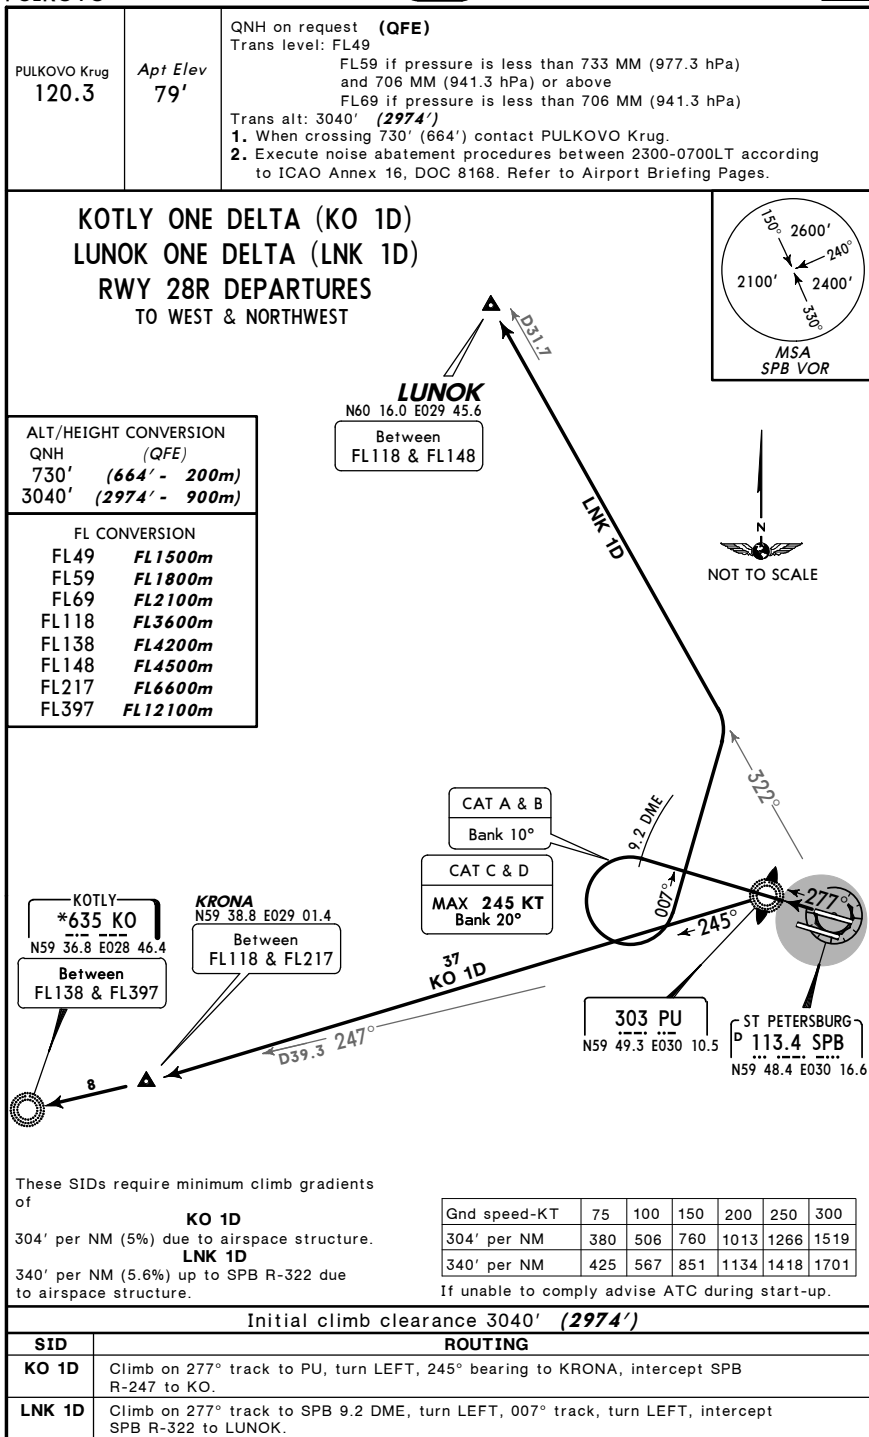 PULKOVO Krug
120.3
Apt Elev
79'
QNH on request (QFE)
Trans level: FL49
FL59 if pressure is less than 733 MM (977.3 hPa)
and 706 MM (941.3 hPa) or above
FL69 if pressure is less than 706 MM (941.3 hPa)
Trans alt: 3040' (2974')
1. When crossing 730' (664') contact PULKOVO Krug.
2. Execute noise abatement procedures between 2300-0700LT according
to ICAO Annex 16, DOC 8168. Refer to Airport Briefing Pages.
KOTLY ONE DELTA (KO 1D)
LUNOK ONE DELTA (LNK 1D)
RWY 28R DEPARTURES
TO WEST & NORTHWEST
150°
2600'
240°
2100'
2400'
330°
MSA
SPB VOR
D31.7
LUNOK
N60 16.0 E029 45.6
Between
FL118 & FL148
ALT/HEIGHT CONVERSION
QNH (QFE)
730' (664' - 200m)
3040' (2974' - 900m)
FL CONVERSION
FL49 FL1500m
FL59 FL1800m
FL69 FL2100m
FL118 FL3600m
FL138 FL4200m
FL148 FL4500m
FL217 FL6600m
FL397 FL12100m
LNK 1D
N
NOT TO SCALE
322°
CAT A & B
Bank 10°
9.2 DME
CAT C & D
MAX 245 KT
Bank 20°
007°
277°
245°
KOTLY
*635 KO
N59 36.8 E028 46.4
Between
FL138 & FL397
KRONA
N59 38.8 E029 01.4
Between
FL118 & FL217
37
KO 1D
D39.3 247°
303 PU
N59 49.3 E030 10.5
ST PETERSBURG
D 113.4 SPB
N59 48.4 E030 16.6
8
These SIDs require minimum climb gradients
of
KO 1D
304' per NM (5%) due to airspace structure.
LNK 1D
340' per NM (5.6%) up to SPB R-322 due
to airspace structure.
Gnd speed-KT 75 100 150 200 250 300
304' per NM 380 506 760 1013 1266 1519
340' per NM 425 567 851 1134 1418 1701
If unable to comply advise ATC during start-up.
Initial climb clearance 3040' (2974')
SID ROUTING
KO 1D Climb on 277° track to PU, turn LEFT, 245° bearing to KRONA, intercept SPB
R-247 to KO.
LNK 1D Climb on 277° track to SPB 9.2 DME, turn LEFT, 007° track, turn LEFT, intercept
SPB R-322 to LUNOK.